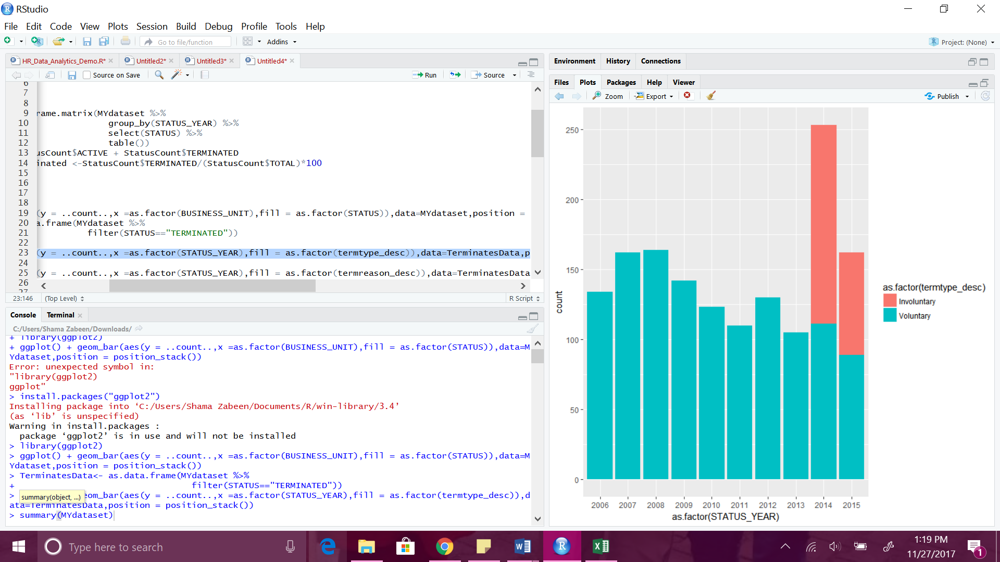 RStudio
File Edit Code View Plots Session Build Debug Profile Tools Help
Go to file/function Addins Project: (None)
HR_Data_Analytics_Demo.R* Untitled2* Untitled3* Untitled4*
Source on Save Run Source
6
7
8
9 rame.matrix(MYdataset %>%
10 group_by(STATUS_YEAR) %>%
11 select(STATUS) %>%
12 table())
13 usCount$ACTIVE + StatusCount$TERMINATED
14 inated <-StatusCount$TERMINATED/(StatusCount$TOTAL)*100
15
16
17
18
19 (y = ..count..,x =as.factor(BUSINESS_UNIT),fill = as.factor(STATUS)),data=MYdataset,position =
20 a.frame(MYdataset %>%
21 filter(STATUS=="TERMINATED"))
22
23 (y = ..count..,x =as.factor(STATUS_YEAR),fill = as.factor(termtype_desc)),data=TerminatesData,p
24
25 (y = ..count..,x =as.factor(STATUS_YEAR),fill = as.factor(termreason_desc)),data=TerminatesData
26
27
23:146 (Top Level) R Script
Console Terminal
C:/Users/Shama Zabeen/Downloads/
+ library(ggplot2)
+ ggplot() + geom_bar(aes(y = ..count..,x =as.factor(BUSINESS_UNIT),fill = as.factor(STATUS)),data=M
Ydataset,position = position_stack())
Error: unexpected symbol in:
"library(ggplot2)
ggplot"
> install.packages("ggplot2")
Installing package into ‘C:/Users/Shama Zabeen/Documents/R/win-library/3.4’
(as ‘lib’ is unspecified)
Warning in install.packages :
package ‘ggplot2’ is in use and will not be installed
> library(ggplot2)
> ggplot() + geom_bar(aes(y = ..count..,x =as.factor(BUSINESS_UNIT),fill = as.factor(STATUS)),data=M
Ydataset,position = position_stack())
> TerminatesData<- as.data.frame(MYdataset %>%
+ filter(STATUS=="TERMINATED"))
> eom_bar(aes(y = ..count..,x =as.factor(STATUS_YEAR),fill = as.factor(termtype_desc)),d
summary(object, ...)
ata=TerminatesData,position = position_stack())
> summary(MYdataset)
Environment History Connections
Files Plots Packages Help Viewer
Zoom Export Publish
250
200
150
100
50
0
count
2006 2007 2008 2009 2010 2011 2012 2013 2014 2015
as.factor(STATUS_YEAR)
as.factor(termtype_desc)
Involuntary
Voluntary
Type here to search
1:19 PM
11/27/2017
1